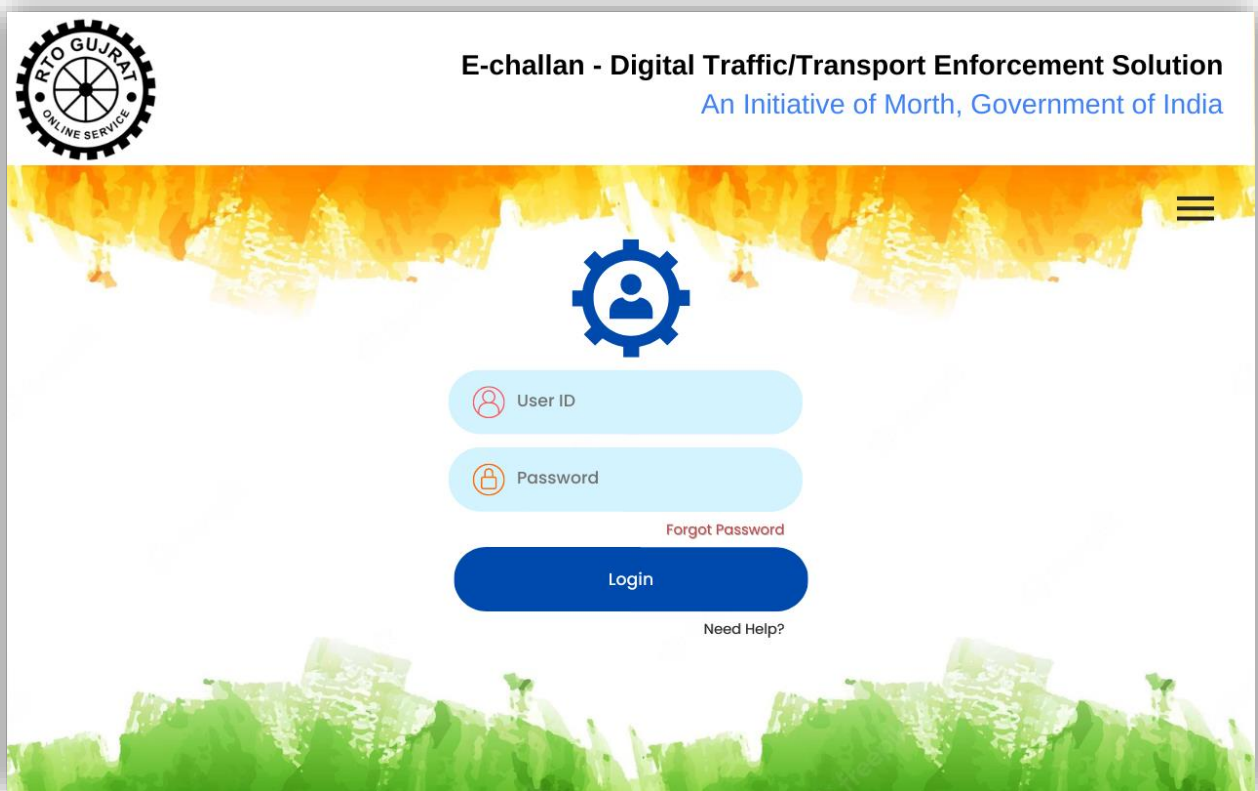 RTO GUJRAT
ONLINE SERVICE
E-challan - Digital Traffic/Transport Enforcement Solution
An Initiative of Morth, Government of India
User ID
Password
Forgot Password
Login
Need Help?